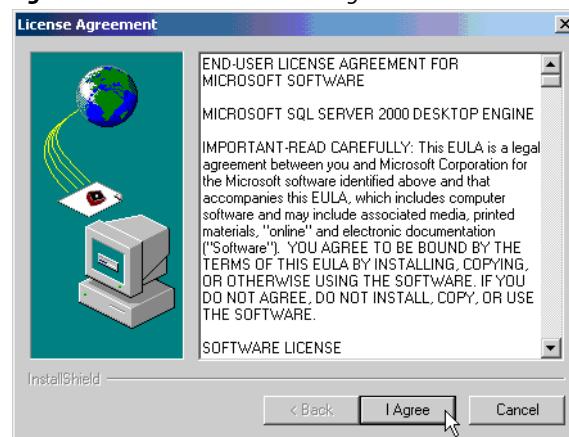 License Agreement
END-USER LICENSE AGREEMENT FOR
MICROSOFT SOFTWARE
MICROSOFT SQL SERVER 2000 DESKTOP ENGINE
IMPORTANT-READ CAREFULLY: This EULA is a legal
agreement between you and Microsoft Corporation for
the Microsoft software identified above and that
accompanies this EULA, which includes computer
software and may include associated media, printed
materials, "online" and electronic documentation
("Software"). YOU AGREE TO BE BOUND BY THE
TERMS OF THIS EULA BY INSTALLING, COPYING,
OR OTHERWISE USING THE SOFTWARE. IF YOU
DO NOT AGREE, DO NOT INSTALL, COPY, OR USE
THE SOFTWARE.
SOFTWARE LICENSE
InstallShield
< Back
I Agree
Cancel